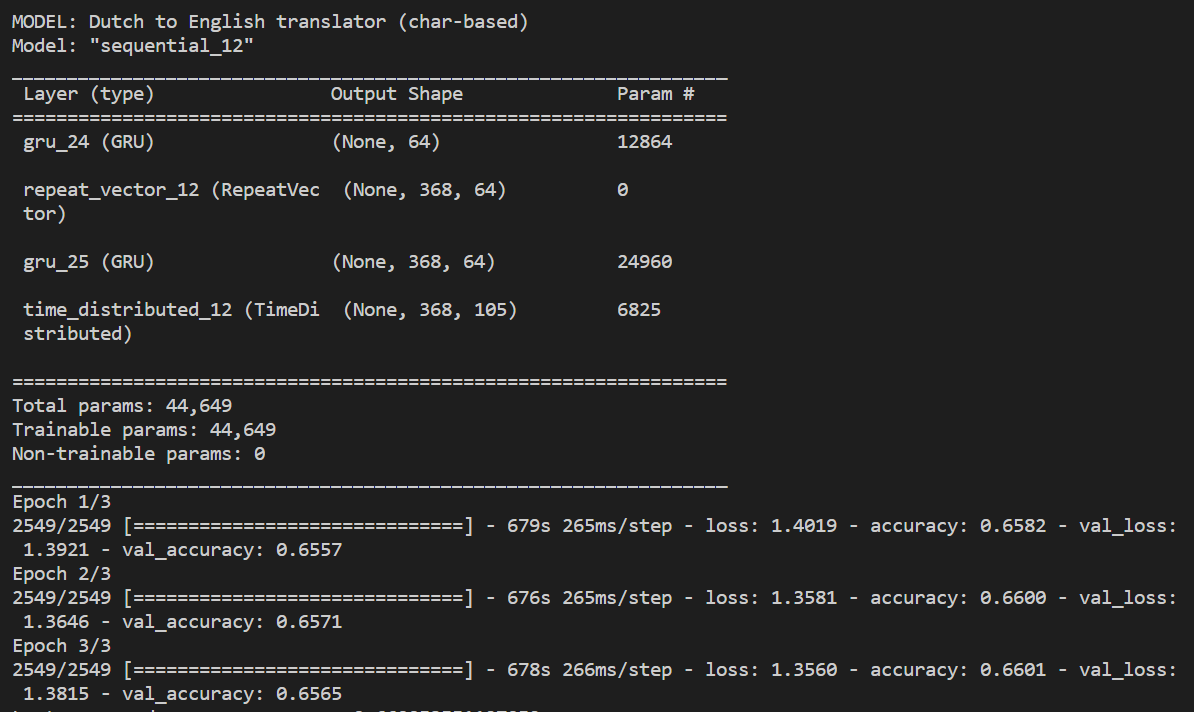 MODEL: Dutch to English translator (char-based)
Model: "sequential_12"
_________________________________________________________________
Layer (type) Output Shape Param #
=================================================================
gru_24 (GRU) (None, 64) 12864
repeat_vector_12 (RepeatVec (None, 368, 64) 0
tor)
gru_25 (GRU) (None, 368, 64) 24960
time_distributed_12 (TimeDi (None, 368, 105) 6825
stributed)
=================================================================
Total params: 44,649
Trainable params: 44,649
Non-trainable params: 0
_________________________________________________________________
Epoch 1/3
2549/2549 [==============================] - 679s 265ms/step - loss: 1.4019 - accuracy: 0.6582 - val_loss:
1.3921 - val_accuracy: 0.6557
Epoch 2/3
2549/2549 [==============================] - 676s 265ms/step - loss: 1.3581 - accuracy: 0.6600 - val_loss:
1.3646 - val_accuracy: 0.6571
Epoch 3/3
2549/2549 [==============================] - 678s 266ms/step - loss: 1.3560 - accuracy: 0.6601 - val_loss:
1.3815 - val_accuracy: 0.6565